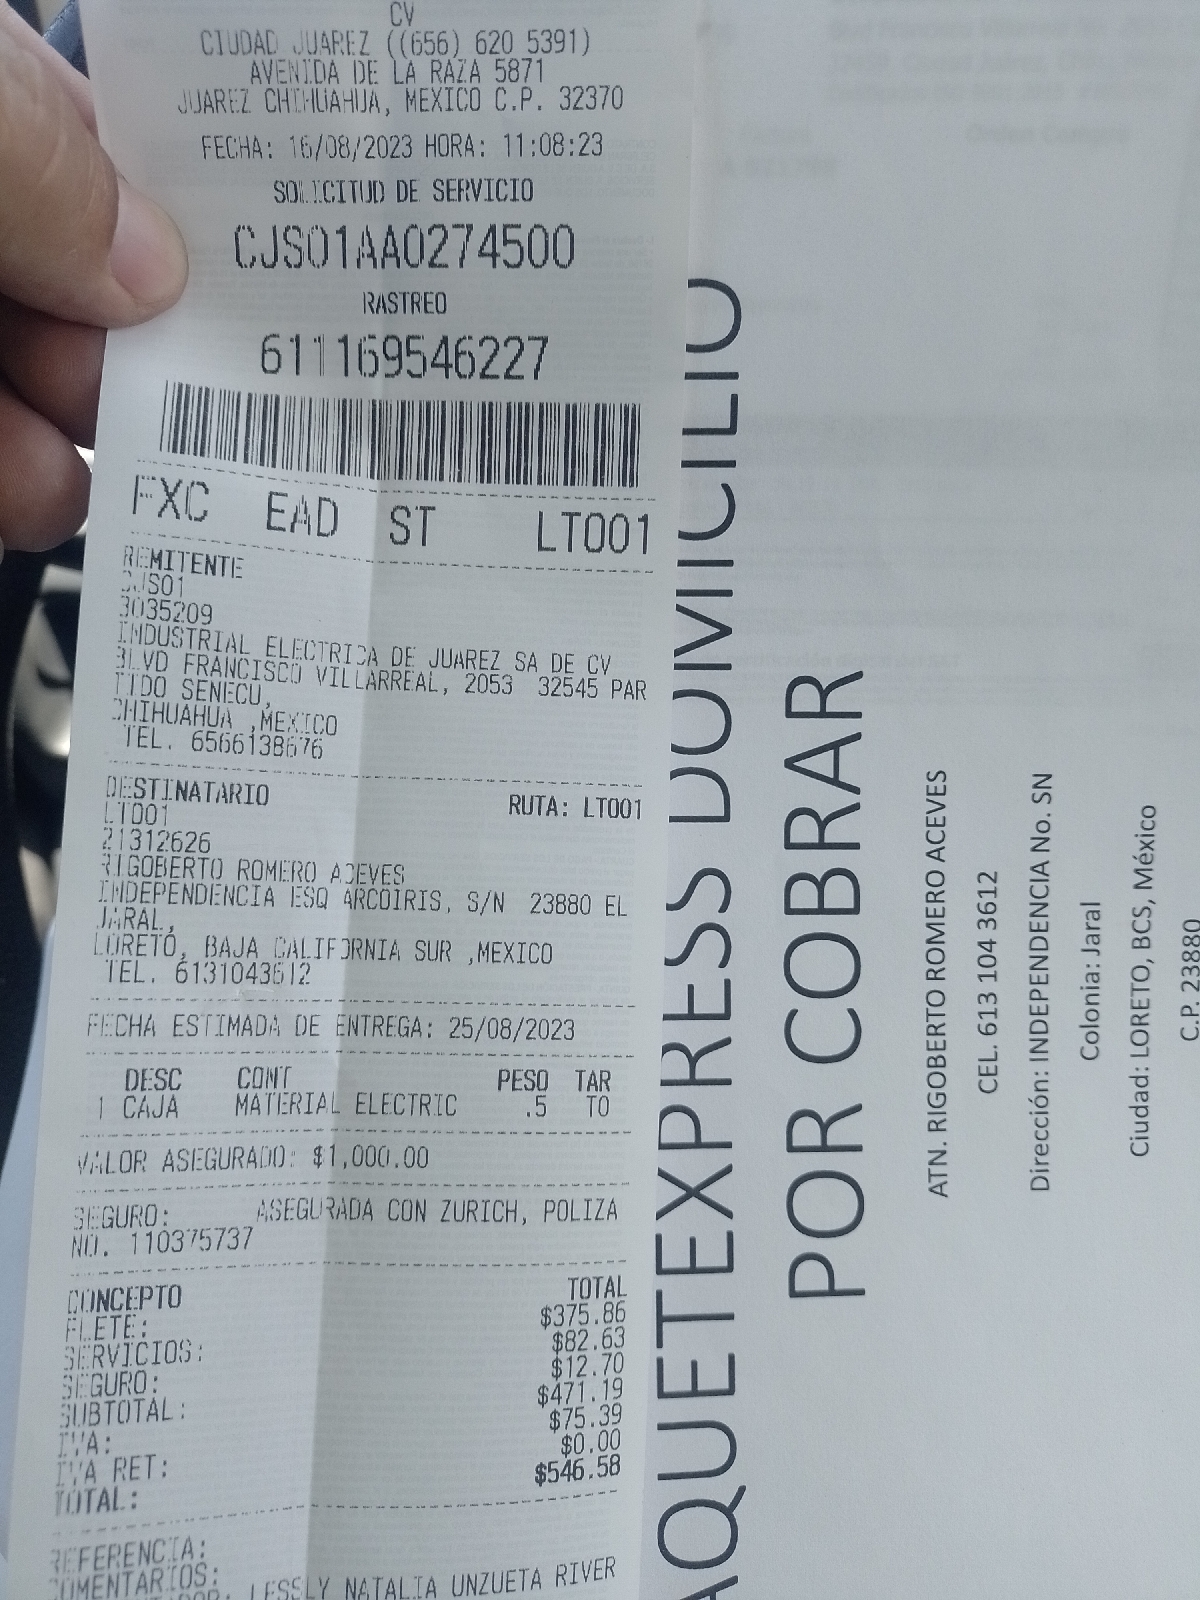 CV
CIUDAD JUAREZ ((656) 620 5391)
AVENIDA DE LA RAZA 5871
JUAREZ CHIHUAHUA, MEXICO C.P. 32370
FECHA: 16/08/2023 HORA: 11:08:23
SOLICITUD DE SERVICIO
CJS01AA0274500
RASTREO
611169546227
FXC EAD ST LT001
REMITENTE
CJS01
3035209
INDUSTRIAL ELECTRICA DE JUAREZ SA DE CV
BLVD FRANCISCO VILLARREAL, 2053 32545 PAR
TIDO SENECU,
CHIHUAHUA ,MEXICO
TEL. 6566138676
DESTINATARIO RUTA: LT001
LT001
21312626
RIGOBERTO ROMERO ACEVES
INDEPENDENCIA ESQ ARCOIRIS, S/N 23880 EL
JARAL,
LORETO, BAJA CALIFORNIA SUR ,MEXICO
TEL. 6131043612
FECHA ESTIMADA DE ENTREGA: 25/08/2023
DESC CONT PESO TAR
1 CAJA MATERIAL ELECTRIC .5 T0
VALOR ASEGURADO: $1,000.00
SEGURO: ASEGURADA CON ZURICH, POLIZA
NO. 110375737
CONCEPTO TOTAL
FLETE: $375.86
SERVICIOS: $82.63
SEGURO: $12.70
SUBTOTAL: $471.19
IVA: $75.39
IVA RET: $0.00
TOTAL: $546.58
REFERENCIA:
COMENTARIOS:
LESSLY NATALIA UNZUETA RIVER
AQUETEXPRESS DOMICILIO
POR COBRAR
ATN. RIGOBERTO ROMERO ACEVES
CEL. 613 104 3612
Dirección: INDEPENDENCIA No. SN
Colonia: Jaral
Ciudad: LORETO, BCS, México
C.P. 23880